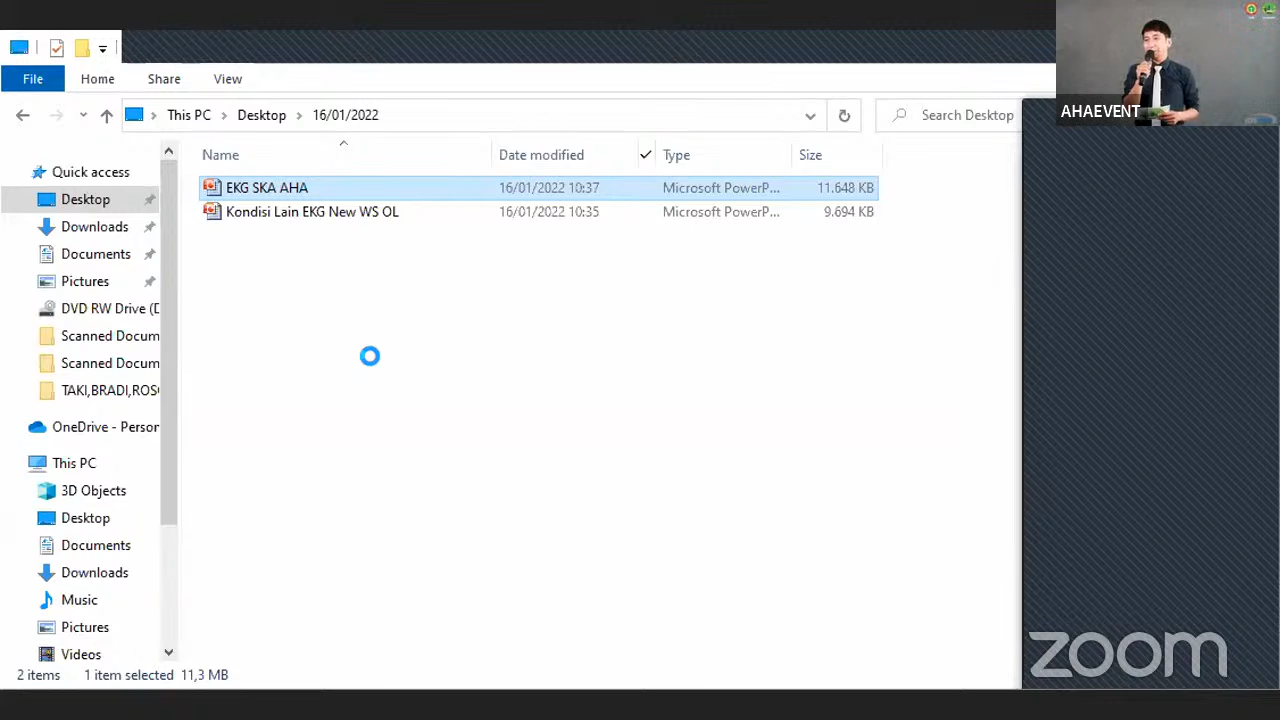 AHAEVENT
File Home Share View
This PC Desktop 16/01/2022 Search Desktop
Name Date modified Type Size
EKG SKA AHA 16/01/2022 10:37 Microsoft PowerP... 11.648 KB
Kondisi Lain EKG New WS OL 16/01/2022 10:35 Microsoft PowerP... 9.694 KB
Quick access
Desktop
Downloads
Documents
Pictures
DVD RW Drive (D
Scanned Docum
Scanned Docum
TAKI,BRADI,ROS
OneDrive - Person
This PC
3D Objects
Desktop
Documents
Downloads
Music
Pictures
Videos
2 items 1 item selected 11,3 MB
zoom